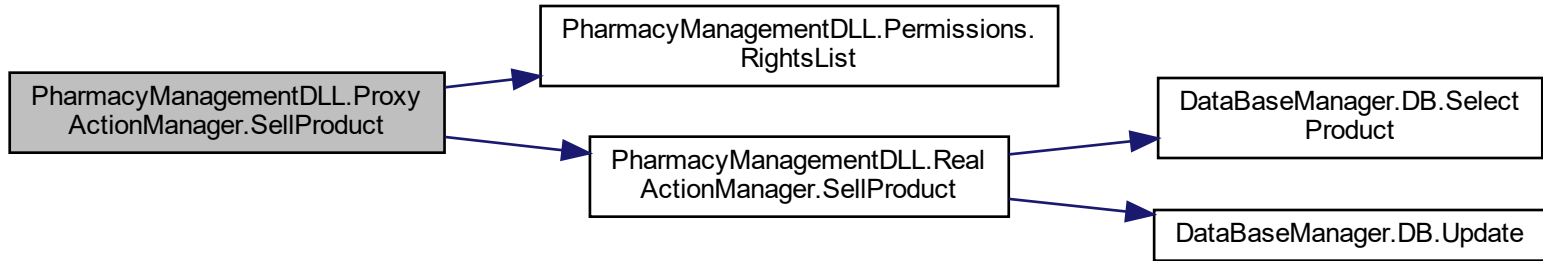 PharmacyManagementDLL.Proxy
ActionManager.SellProduct
PharmacyManagementDLL.Permissions.
RightsList
PharmacyManagementDLL.Real
ActionManager.SellProduct
DataBaseManager.DB.Select
Product
DataBaseManager.DB.Update